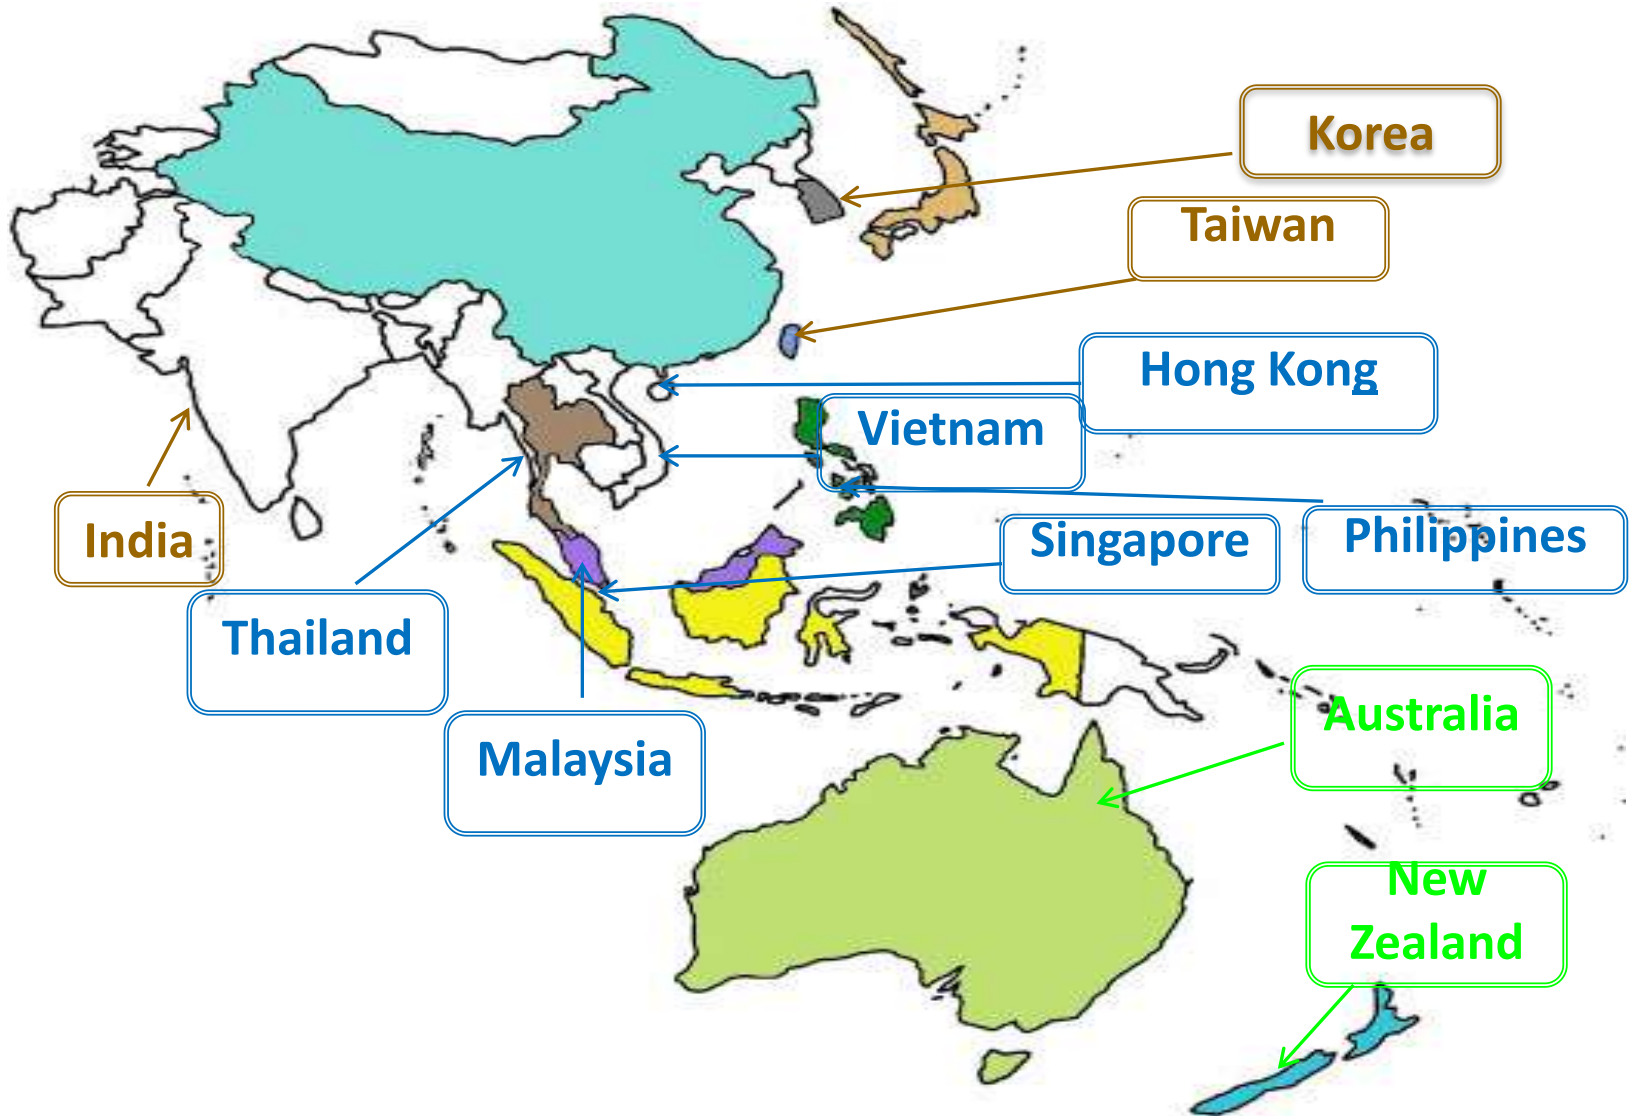 Korea
Taiwan
Hong Kong
Vietnam
India
Singapore
Philippines
Thailand
Australia
Malaysia
New
Zealand